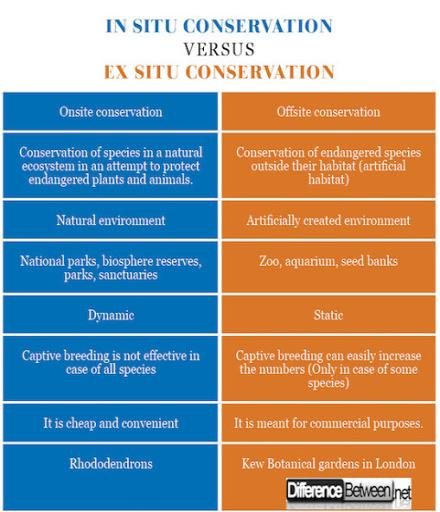 IN SITU CONSERVATION
VERSUS
EX SITU CONSERVATION
Onsite conservation
Offsite conservation
Conservation of species in a natural
ecosystem in an attempt to protect
endangered plants and animals.
Conservation of endangered species
outside their habitat (artificial
habitat)
Natural environment
Artificially created environment
National parks, biosphere reserves,
parks, sanctuaries
Zoo, aquarium, seed banks
Dynamic
Static
Captive breeding is not effective in
case of all species
Captive breeding can easily increase
the numbers (Only in case of some
species)
It is cheap and convenient
It is meant for commercial purposes.
Rhododendrons
Kew Botanical gardens in London
Difference Between.net